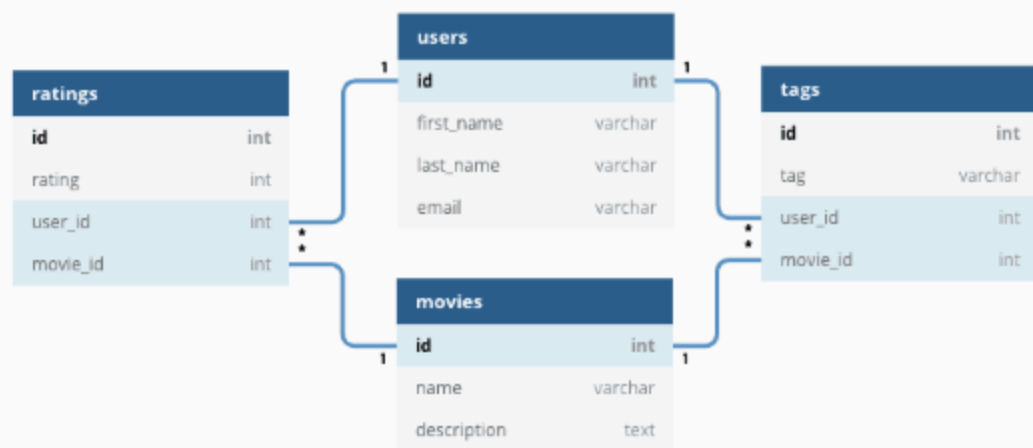 users
id int
first_name varchar
last_name varchar
email varchar
ratings
id int
rating int
user_id int
movie_id int
tags
id int
tag varchar
user_id int
movie_id int
movies
id int
name varchar
description text
1
1
*
*
*
*
1
1